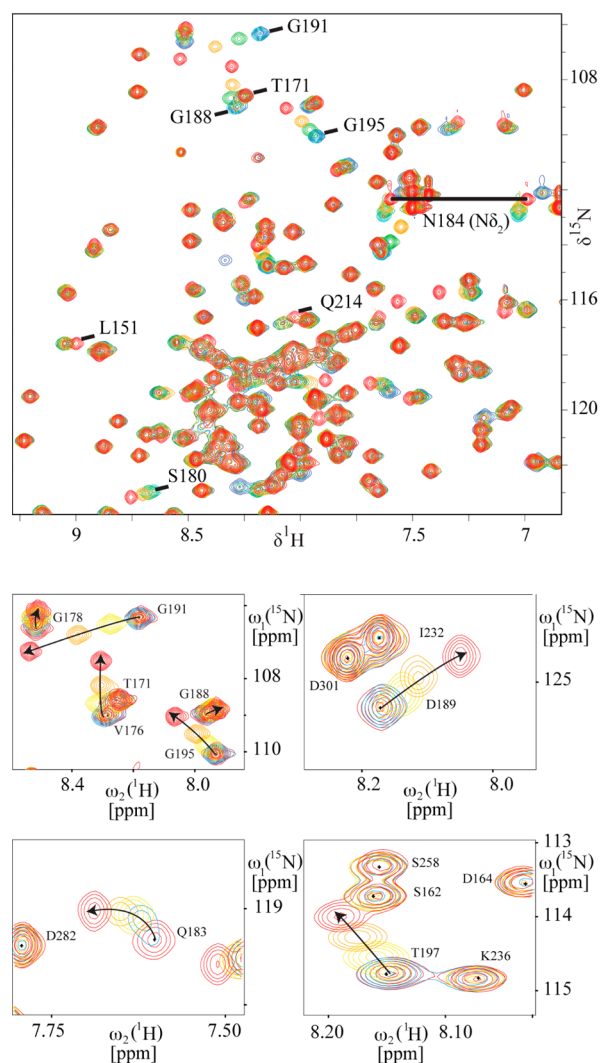 G191
108
T171
G188
G195
N184 (Nδ2)
δ15N
116
Q214
L151
120
S180
9
8.5
8
7.5
7
δ1H
G178
G191
ω1(15N)
[ppm]
T171
108
V176
G188
G195
110
8.4
8.0
ω2(1H)
[ppm]
I232
ω1(15N)
[ppm]
D301
125
D189
8.2
8.0
ω2(1H)
[ppm]
ω1(15N)
[ppm]
119
D282
Q183
7.75
7.50
ω2(1H)
[ppm]
113
S258
ω1(15N)
[ppm]
S162
D164
114
T197
K236
115
8.20
8.10
ω2(1H)
[ppm]